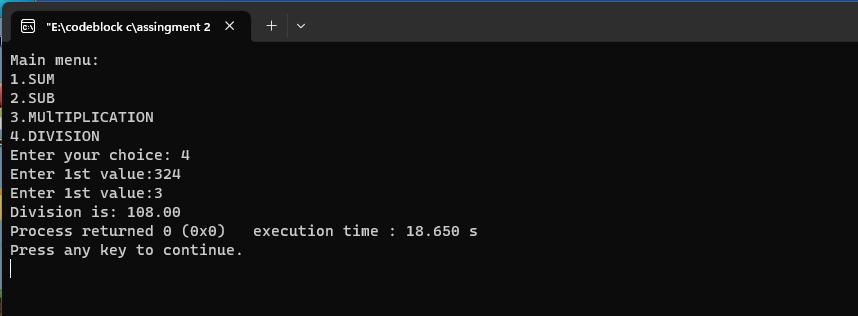 "E:\codeblock c\assingment 2
Main menu:
1.SUM
2.SUB
3.MUlTIPLICATION
4.DIVISION
Enter your choice: 4
Enter 1st value:324
Enter 1st value:3
Division is: 108.00
Process returned 0 (0x0)   execution time : 18.650 s
Press any key to continue.